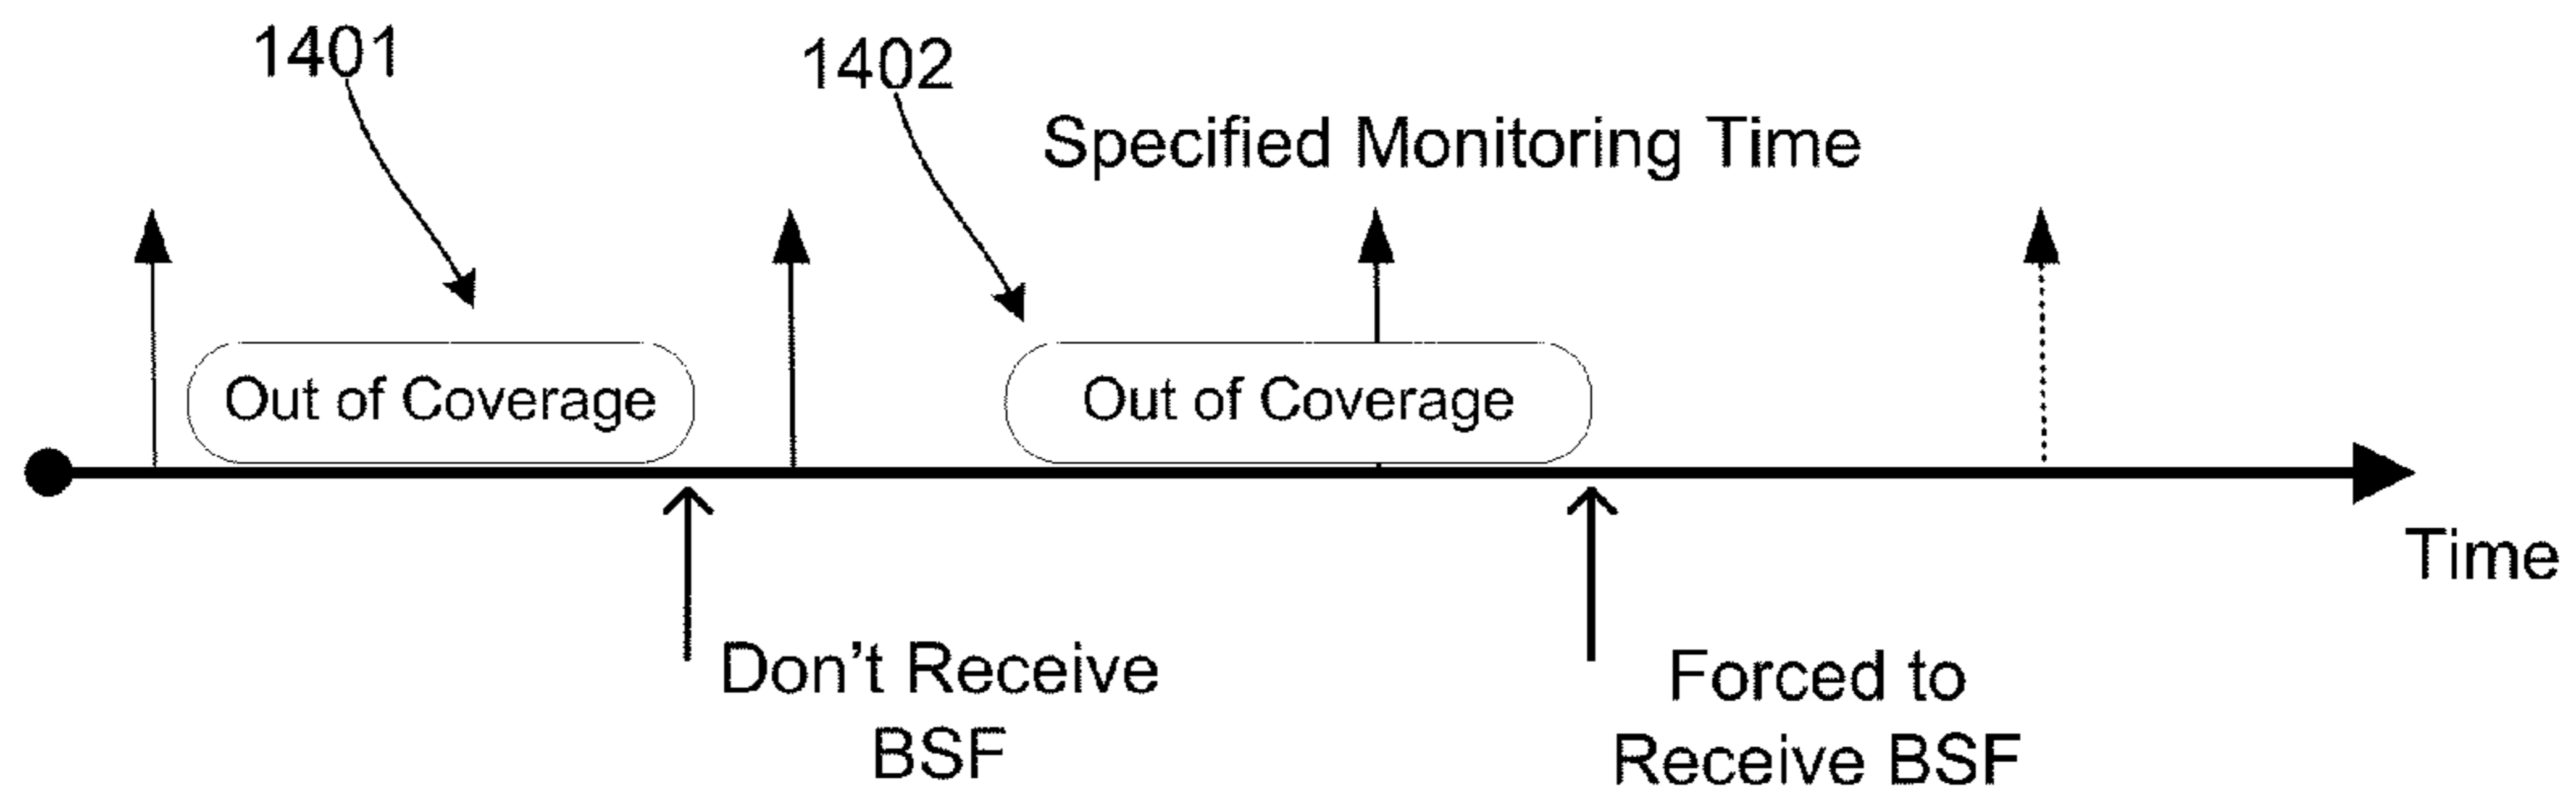 1401
1402
Specified Monitoring Time
Out of Coverage
Out of Coverage
Time
Don't Receive
BSF
Forced to
Receive BSF